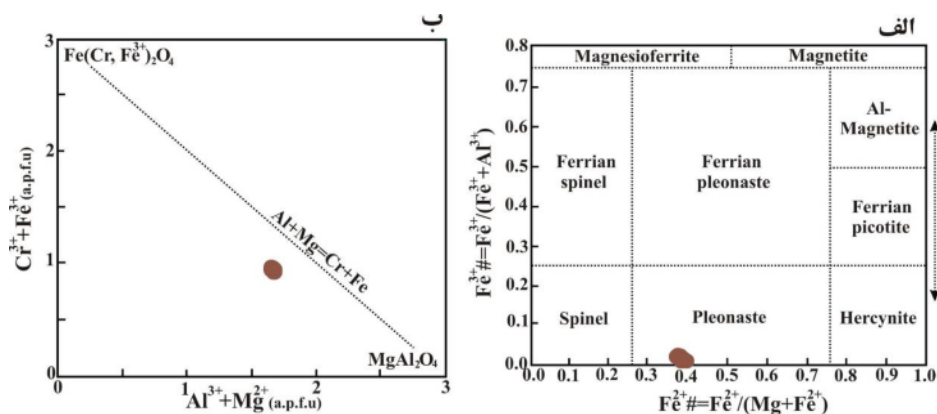 ب
3
Fe(Cr, Fe³⁺)₂O₄
2
Al+Mg=Cr+Fe
1
MgAl₂O₄
0
0 1 2 3
Cr³⁺+Fe³⁺ (a.p.f.u)
Al³⁺+Mg²⁺ (a.p.f.u)
الف
0.8
Magnesioferrite Magnetite
0.7
Al-
Magnetite
0.6
Ferrian
spinel
Ferrian
pleonaste
0.5
0.4
Ferrian
picotite
0.3
0.2
0.1
Spinel Pleonaste Hercynite
0.0
0.0 0.1 0.2 0.3 0.4 0.5 0.6 0.7 0.8 0.9 1.0
Fe³⁺#=Fe³⁺/(Fe³⁺+Al³⁺)
Fe²⁺#=Fe²⁺/(Mg+Fe²⁺)